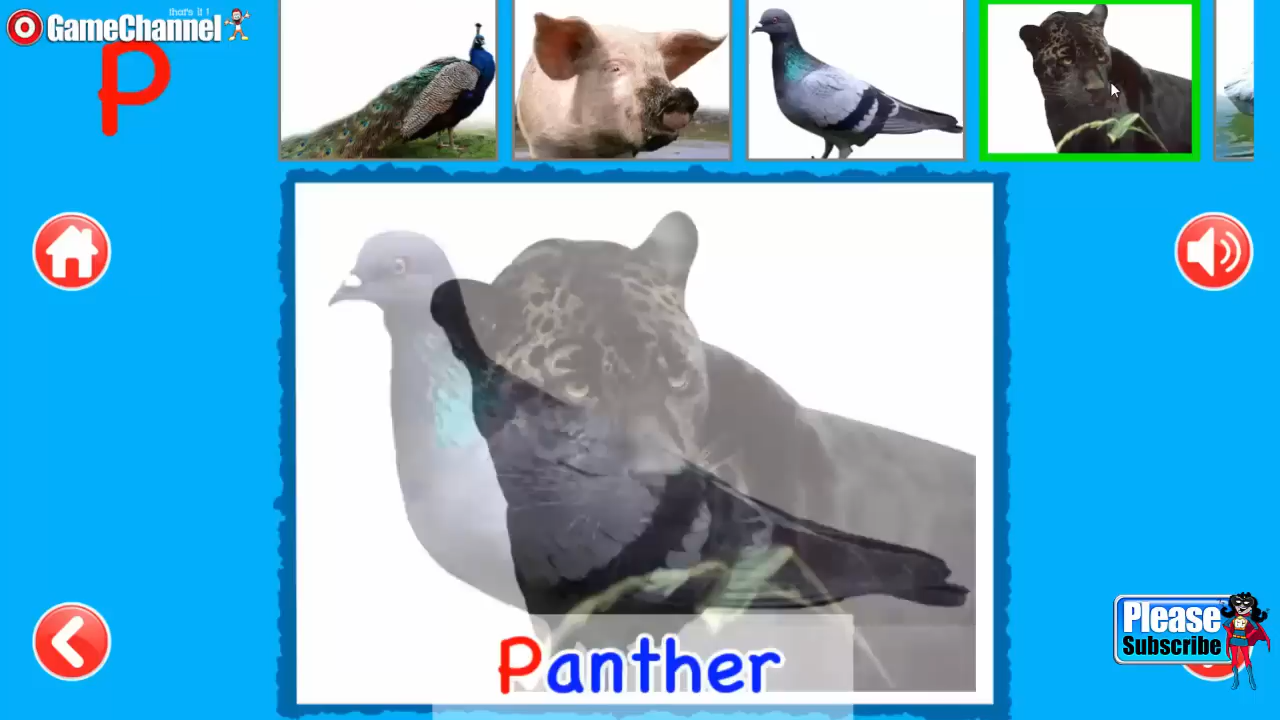 that's it !
GameChannel
P
Panther
Please
Subscribe